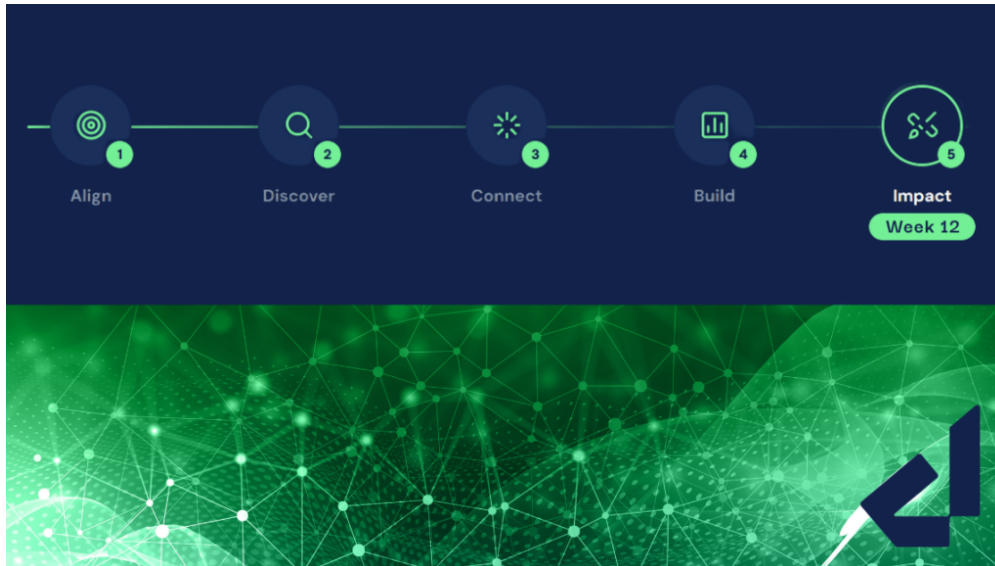 1
2
3
4
5
Align
Discover
Connect
Build
Impact
Week 12